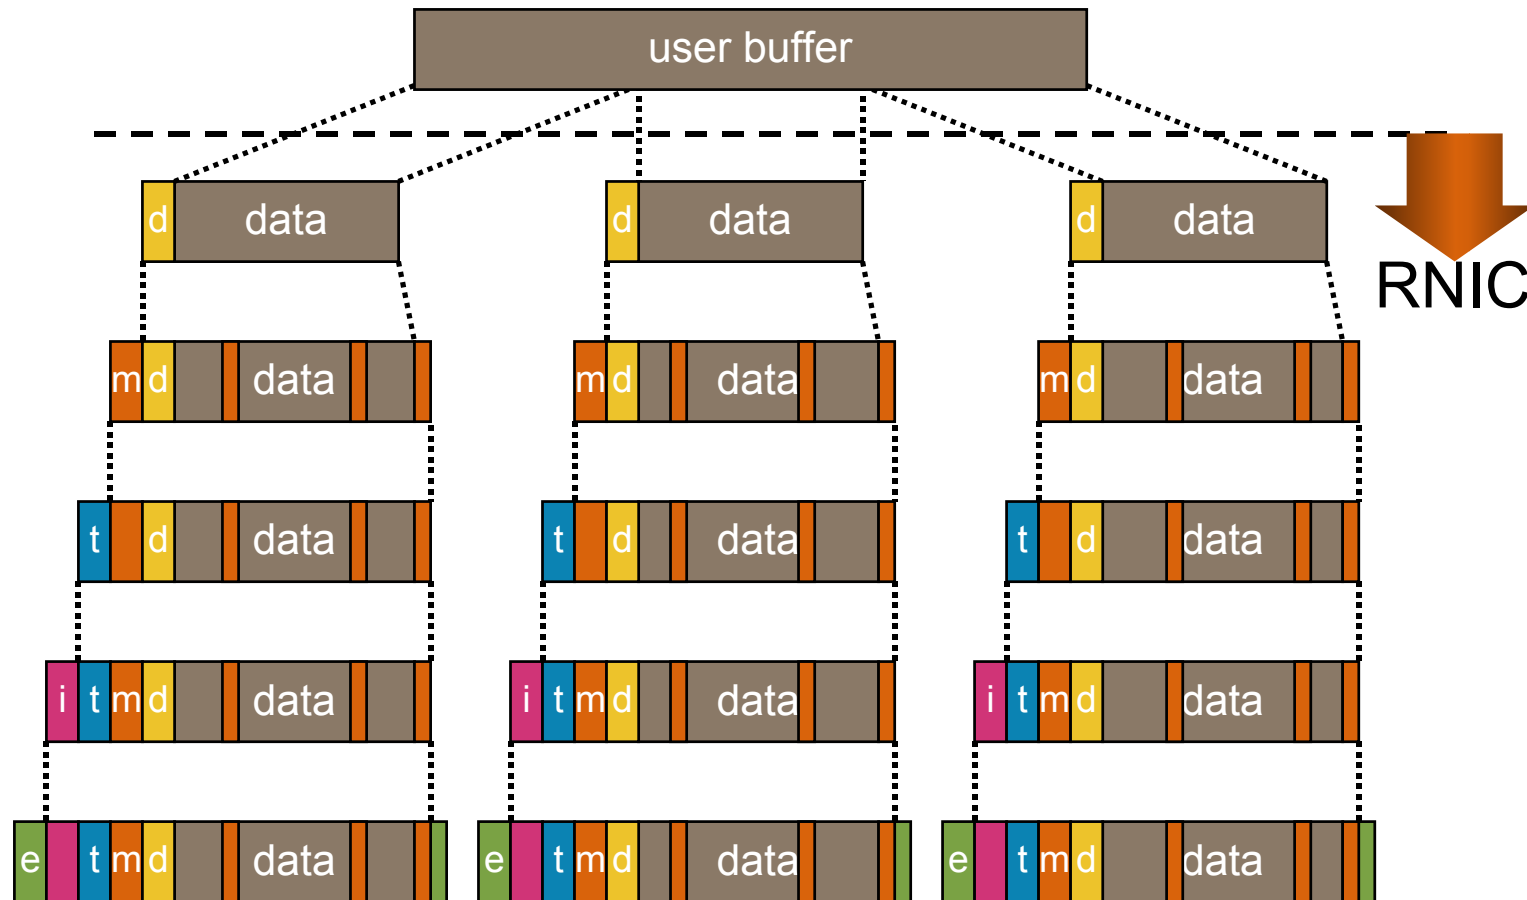 user buffer
d data d data d data
RNIC
m d data m d data m d data
t d data t d data t d data
i t m d data i t m d data i t m d data
e t m d data e t m d data e t m d data